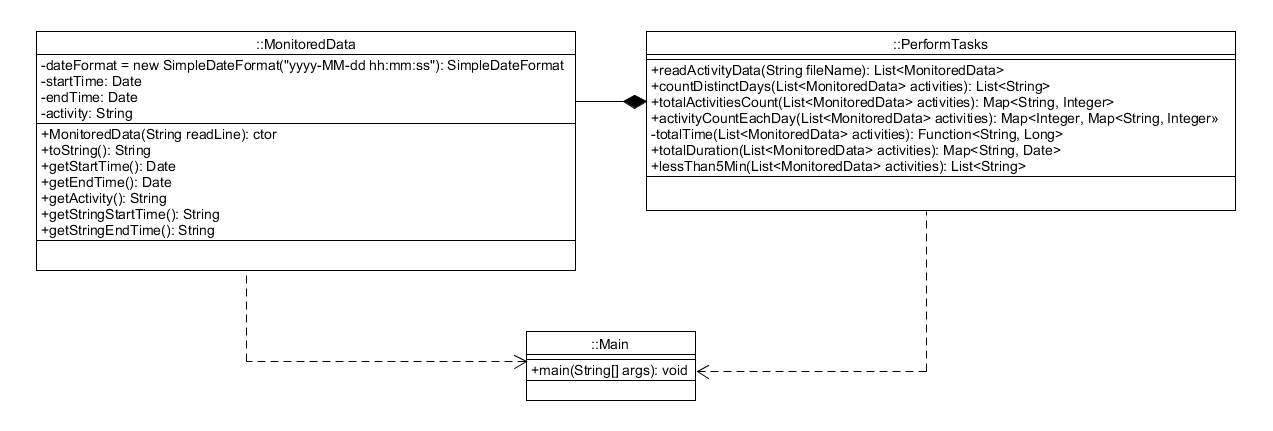 ::MonitoredData
-dateFormat = new SimpleDateFormat("yyyy-MM-dd hh:mm:ss"): SimpleDateFormat
-startTime: Date
-endTime: Date
-activity: String
+MonitoredData(String readLine): ctor
+toString(): String
+getStartTime(): Date
+getEndTime(): Date
+getActivity(): String
+getStringStartTime(): String
+getStringEndTime(): String
::PerformTasks
+readActivityData(String fileName): List<MonitoredData>
+countDistinctDays(List<MonitoredData> activities): List<String>
+totalActivitiesCount(List<MonitoredData> activities): Map<String, Integer>
+activityCountEachDay(List<MonitoredData> activities): Map<Integer, Map<String, Integer»
-totalTime(List<MonitoredData> activities): Function<String, Long>
+totalDuration(List<MonitoredData> activities): Map<String, Date>
+lessThan5Min(List<MonitoredData> activities): List<String>
::Main
+main(String[] args): void